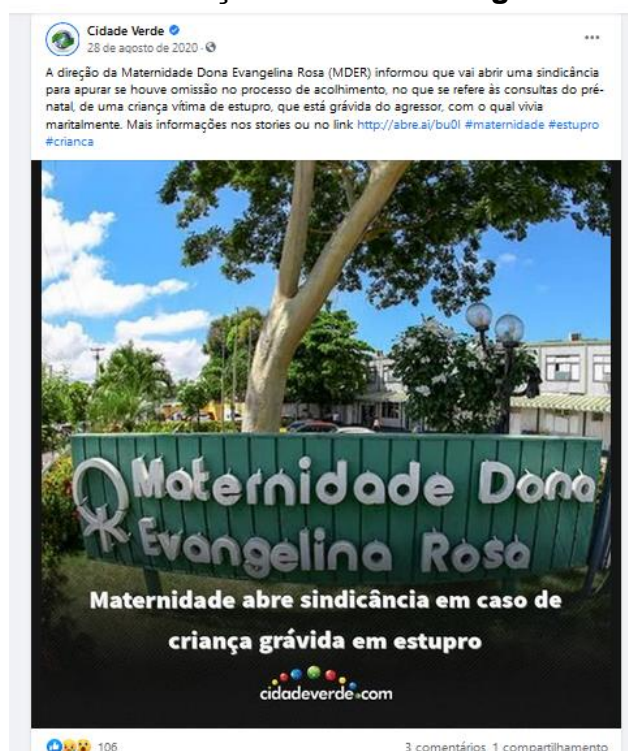 Cidade Verde
28 de agosto de 2020 ·
A direção da Maternidade Dona Evangelina Rosa (MDER) informou que vai abrir uma sindicância
para apurar se houve omissão no processo de acolhimento, no que se refere às consultas do pré-
natal, de uma criança vítima de estupro, que está grávida do agressor, com o qual vivia
maritalmente. Mais informações nos stories ou no link http://abre.ai/bu0l #maternidade #estupro
#crianca
Maternidade Dona
Evangelina Rosa
Maternidade abre sindicância em caso de
criança grávida em estupro
cidadeverde.com
106
3 comentários 1 compartilhamento